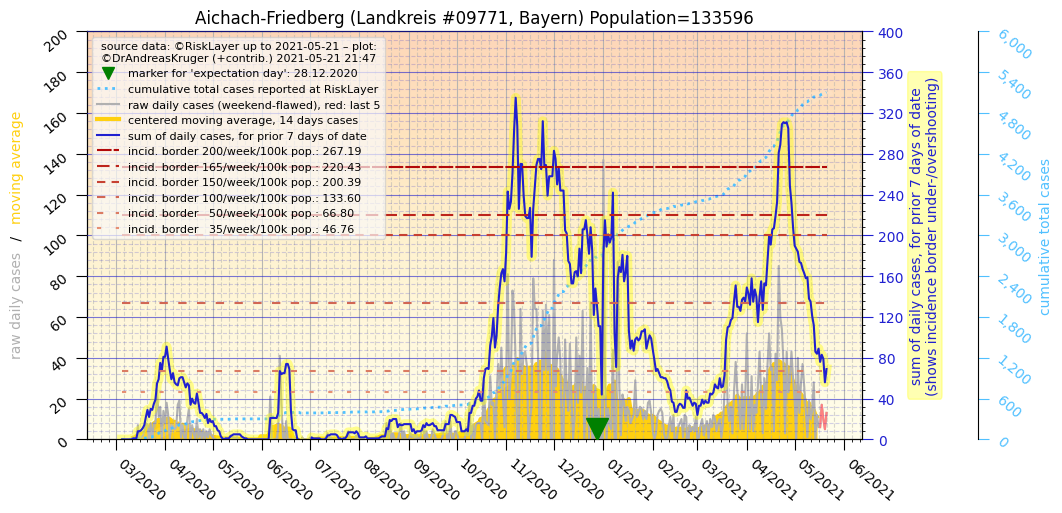 Aichach-Friedberg (Landkreis #09771, Bayern) Population=133596
source data: ©RiskLayer up to 2021-05-21 – plot:
©DrAndreasKruger (+contrib.) 2021-05-21 21:47
marker for 'expectation day': 28.12.2020
cumulative total cases reported at RiskLayer
raw daily cases (weekend-flawed), red: last 5
centered moving average, 14 days of cases
sum of daily cases, for prior 7 days of date
incid. border 200/week/100k pop.: 267.19
incid. border 165/week/100k pop.: 220.43
incid. border 150/week/100k pop.: 200.39
incid. border 100/week/100k pop.: 133.60
incid. border 50/week/100k pop.: 66.80
incid. border 35/week/100k pop.: 46.76
raw daily cases / moving average
200
180
160
140
120
100
80
60
40
20
0
03/2020
04/2020
05/2020
06/2020
07/2020
08/2020
09/2020
10/2020
11/2020
12/2020
01/2021
02/2021
03/2021
04/2021
05/2021
06/2021
400
360
320
280
240
200
160
120
80
40
0
sum of daily cases, for prior 7 days of date
(shows incidence border under-/overshooting)
6,000
5,400
4,800
4,200
3,600
3,000
2,400
1,800
1,200
600
0
cumulative total cases